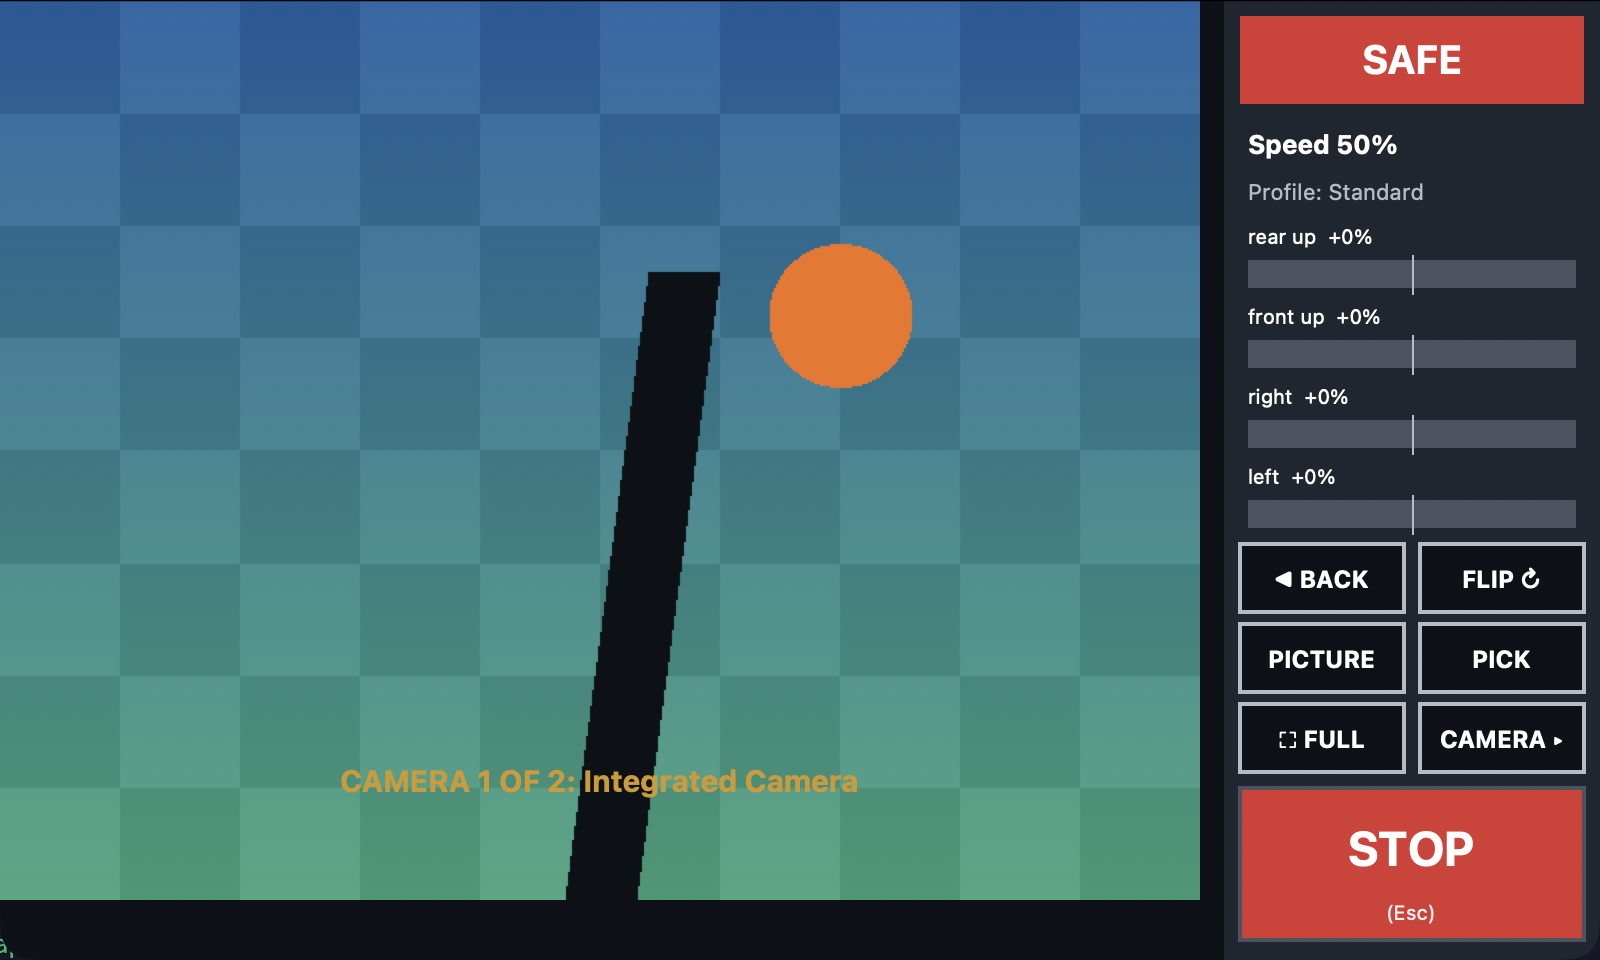 SAFE
Speed 50%
Profile: Standard
rear up +0%
front up +0%
right +0%
left +0%
◀ BACK
FLIP ↻
PICTURE
PICK
⛶ FULL
CAMERA ▸
CAMERA 1 OF 2: Integrated Camera
STOP
(Esc)